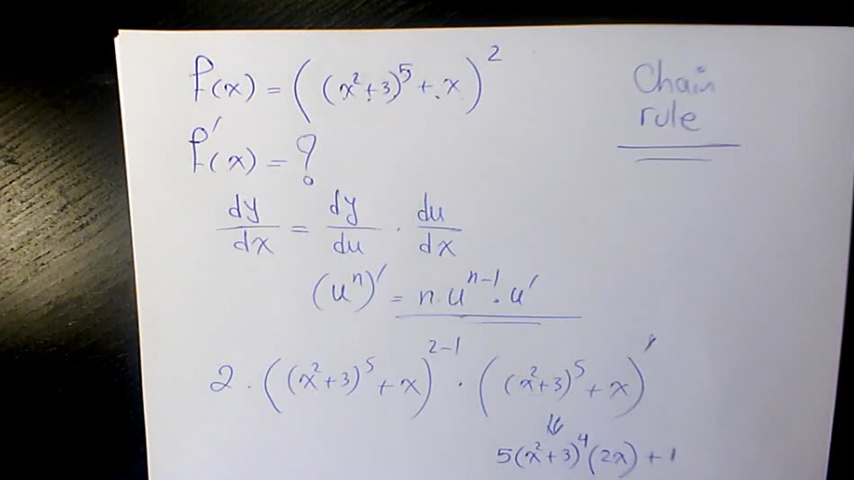 f(x) = ((x²+3)⁵ + x)²
Chain
rule
f'(x) = ?
dy/dx = dy/du · du/dx
(uⁿ)' = n·uⁿ⁻¹·u'
2·((x²+3)⁵+x)²⁻¹·((x²+3)⁵+x)'
5(x²+3)⁴(2x)+1